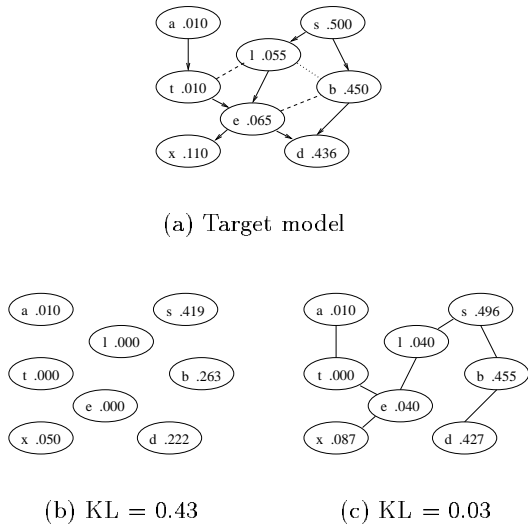 a .010
s .500
l .055
t .010
b .450
e .065
x .110
d .436
(a) Target model
a .010
s .419
l .000
t .000
b .263
e .000
x .050
d .222
(b) KL = 0.43
a .010
s .496
l .040
t .000
b .455
e .040
x .087
d .427
(c) KL = 0.03